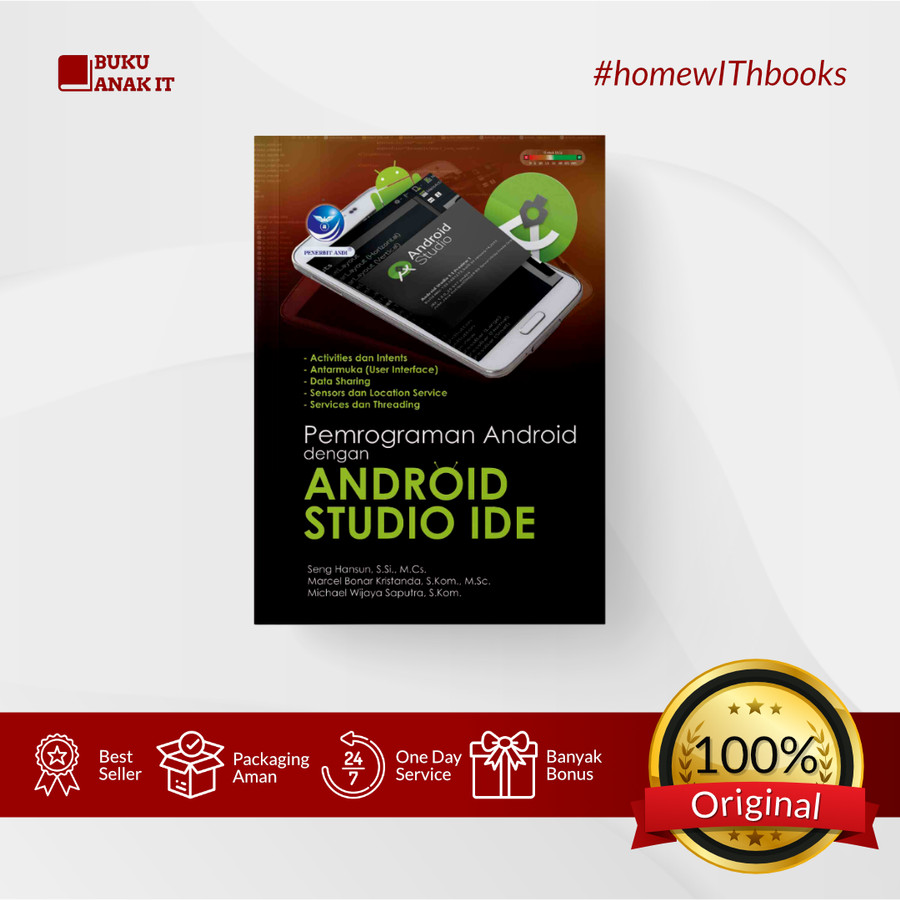 BUKU
ANAK IT
#homewIThbooks
PENERBIT ANDI
Android
Studio
- Activities dan Intents
- Antarmuka (User Interface)
- Data Sharing
- Sensors dan Location Service
- Services dan Threading
Pemrograman Android
dengan
ANDROID
STUDIO IDE
Seng Hansun, S.Si., M.Cs.
Marcel Bonar Kristanda, S.Kom., M.Sc.
Michael Wijaya Saputra, S.Kom.
Best
Seller
Packaging
Aman
24
7
One Day
Service
Banyak
Bonus
100%
Original